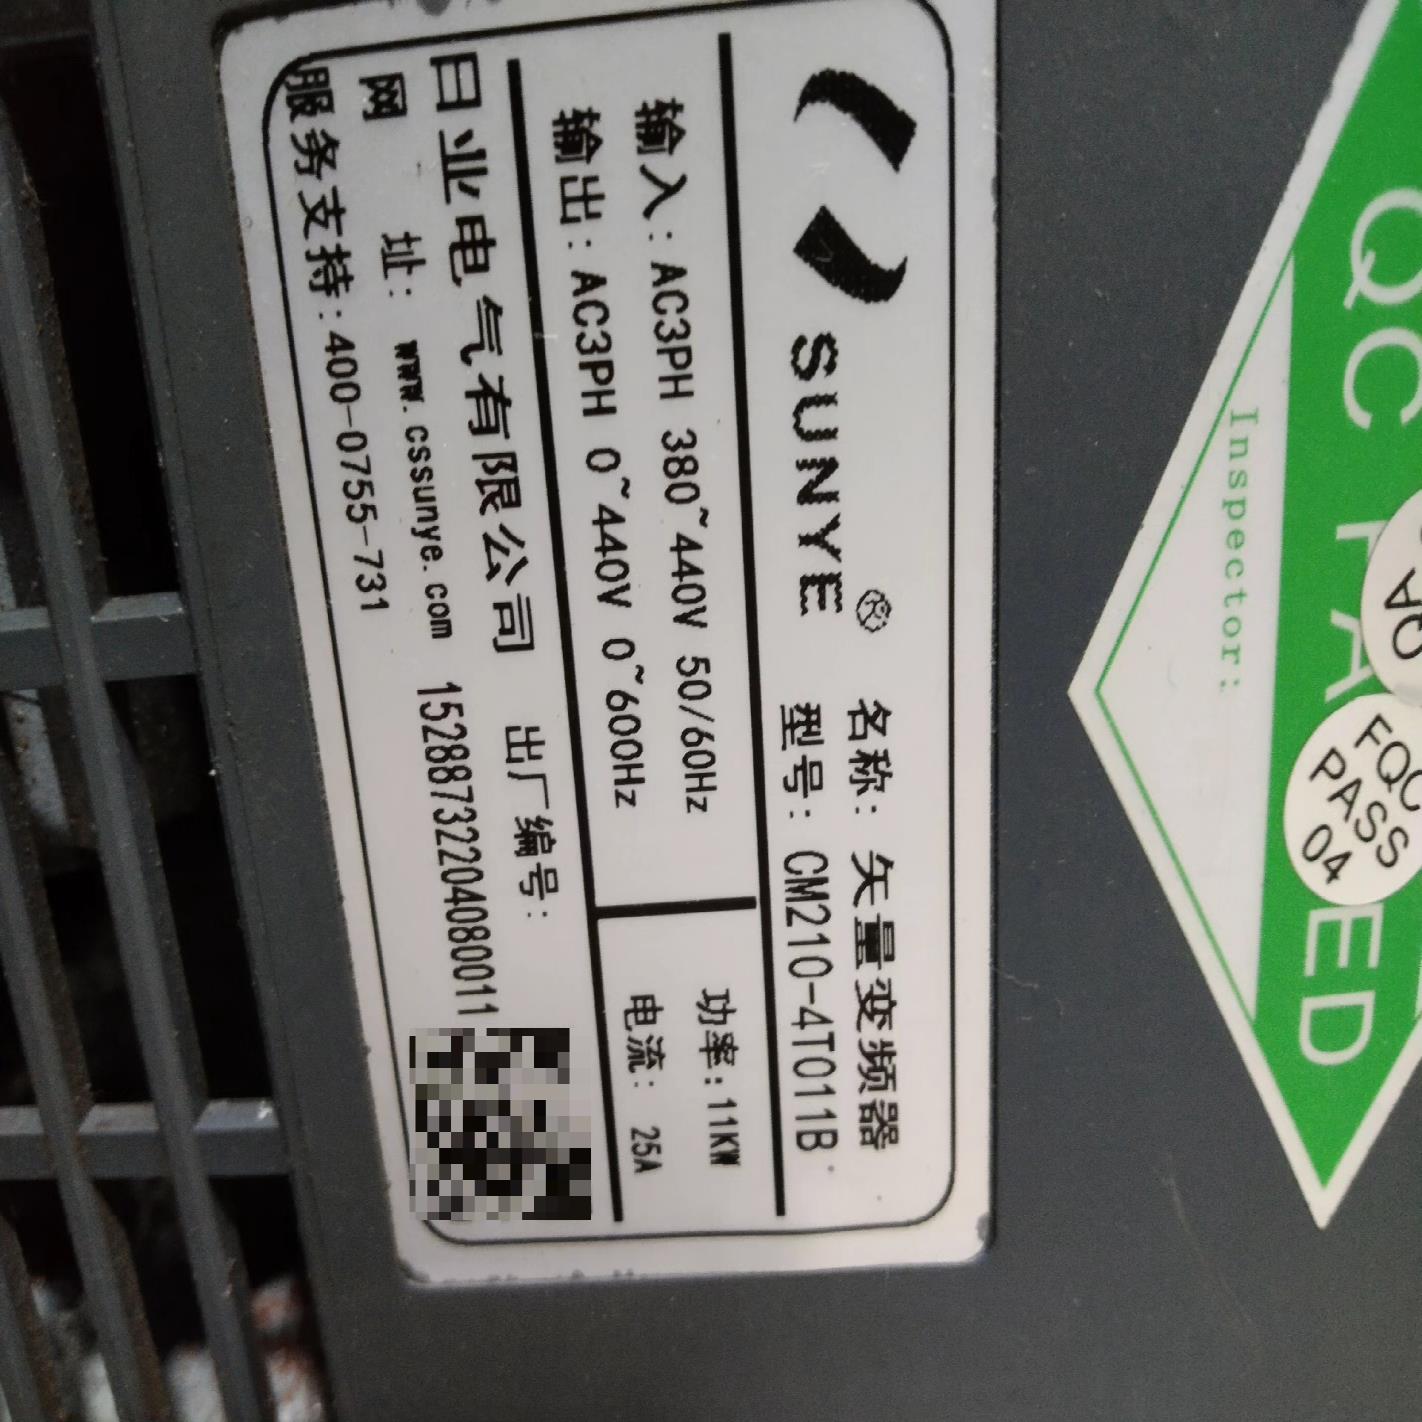 SUNYE®
名称: 矢量变频器
型号: CM210-4T011B
输入: AC3PH 380~440V 50/60Hz
输出: AC3PH 0~440V 0~600Hz
功率: 11KW
电流: 25A
日业电气有限公司
网 址: www.cssunye.com
服务支持: 400-0755-731
出厂编号:
15288732204080011
QC PASSED
Inspector:
QA
FQC
PASS
04